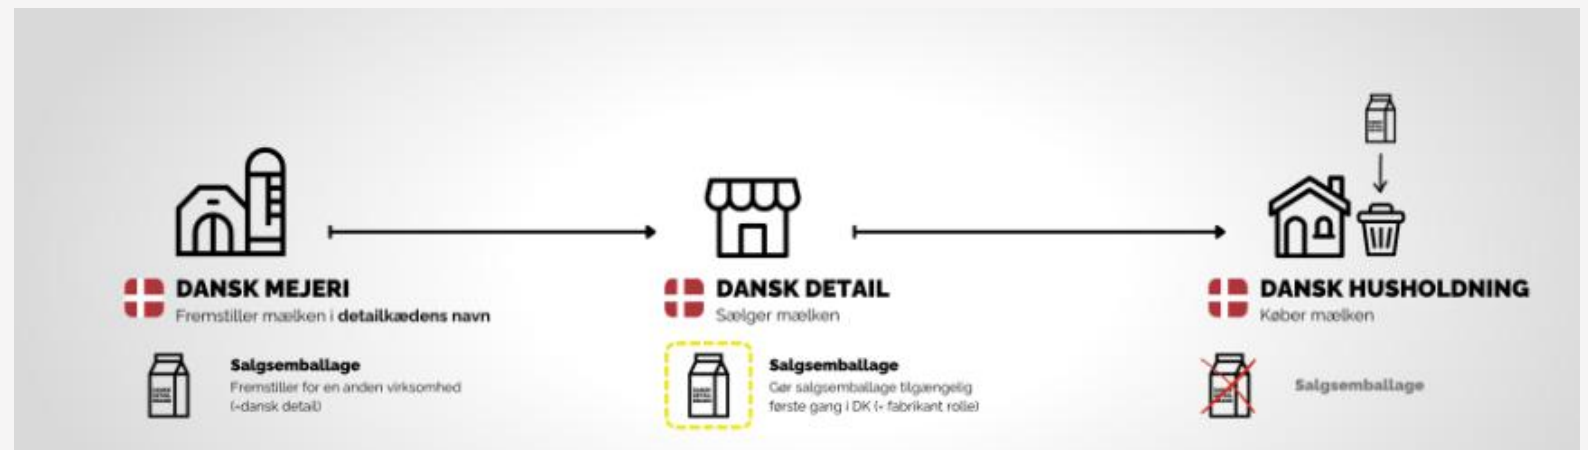 DANSK MEJERI
Fremstiller mælken i detailkædens navn
Salgsemballage
Fremstiller for en anden virksomhed
(=dansk detail)
DANSK DETAIL
Sælger mælken
Salgsemballage
Gør salgsemballage tilgængelig
første gang i DK (= fabrikant rolle)
DANSK HUSHOLDNING
Køber mælken
Salgsemballage